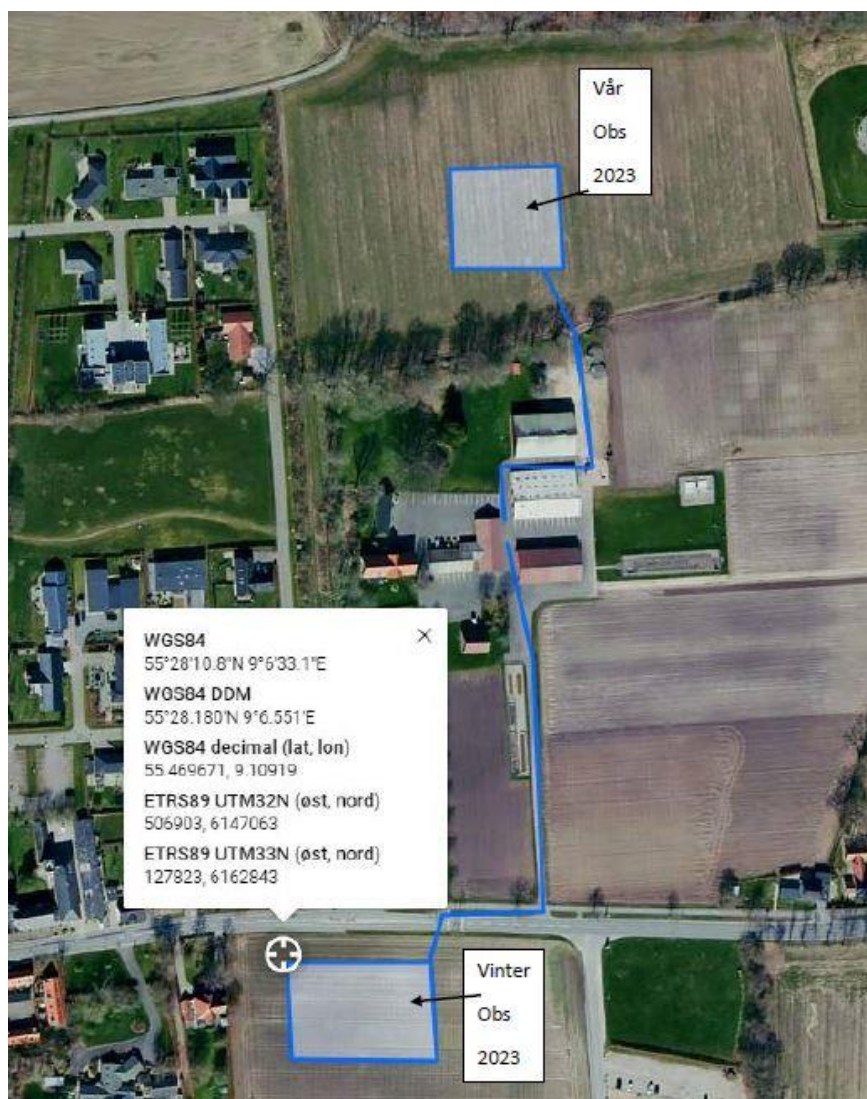 Vår
Obs
2023
WGS84
55°28'10.8"N 9°6'33.1"E
WGS84 DDM
55°28.180'N 9°6.551'E
WGS84 decimal (lat, lon)
55.469671, 9.10919
ETRS89 UTM32N (øst, nord)
506903, 6147063
ETRS89 UTM33N (øst, nord)
127823, 6162843
Vinter
Obs
2023